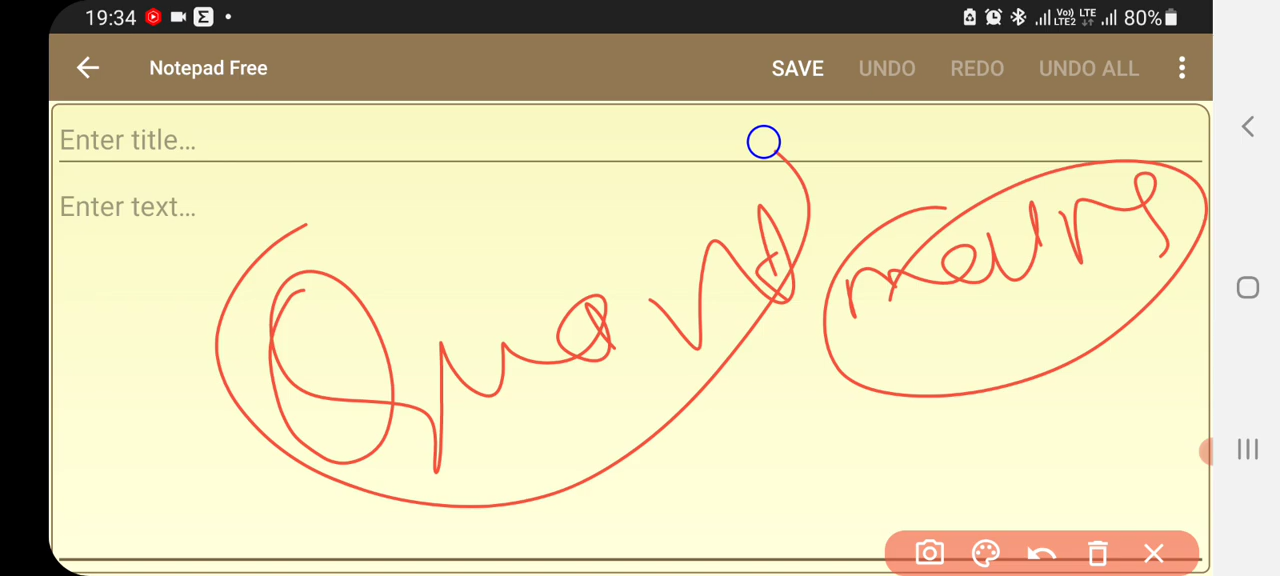 19:34 80%
Notepad Free SAVE UNDO REDO UNDO ALL
Enter title...
Enter text...